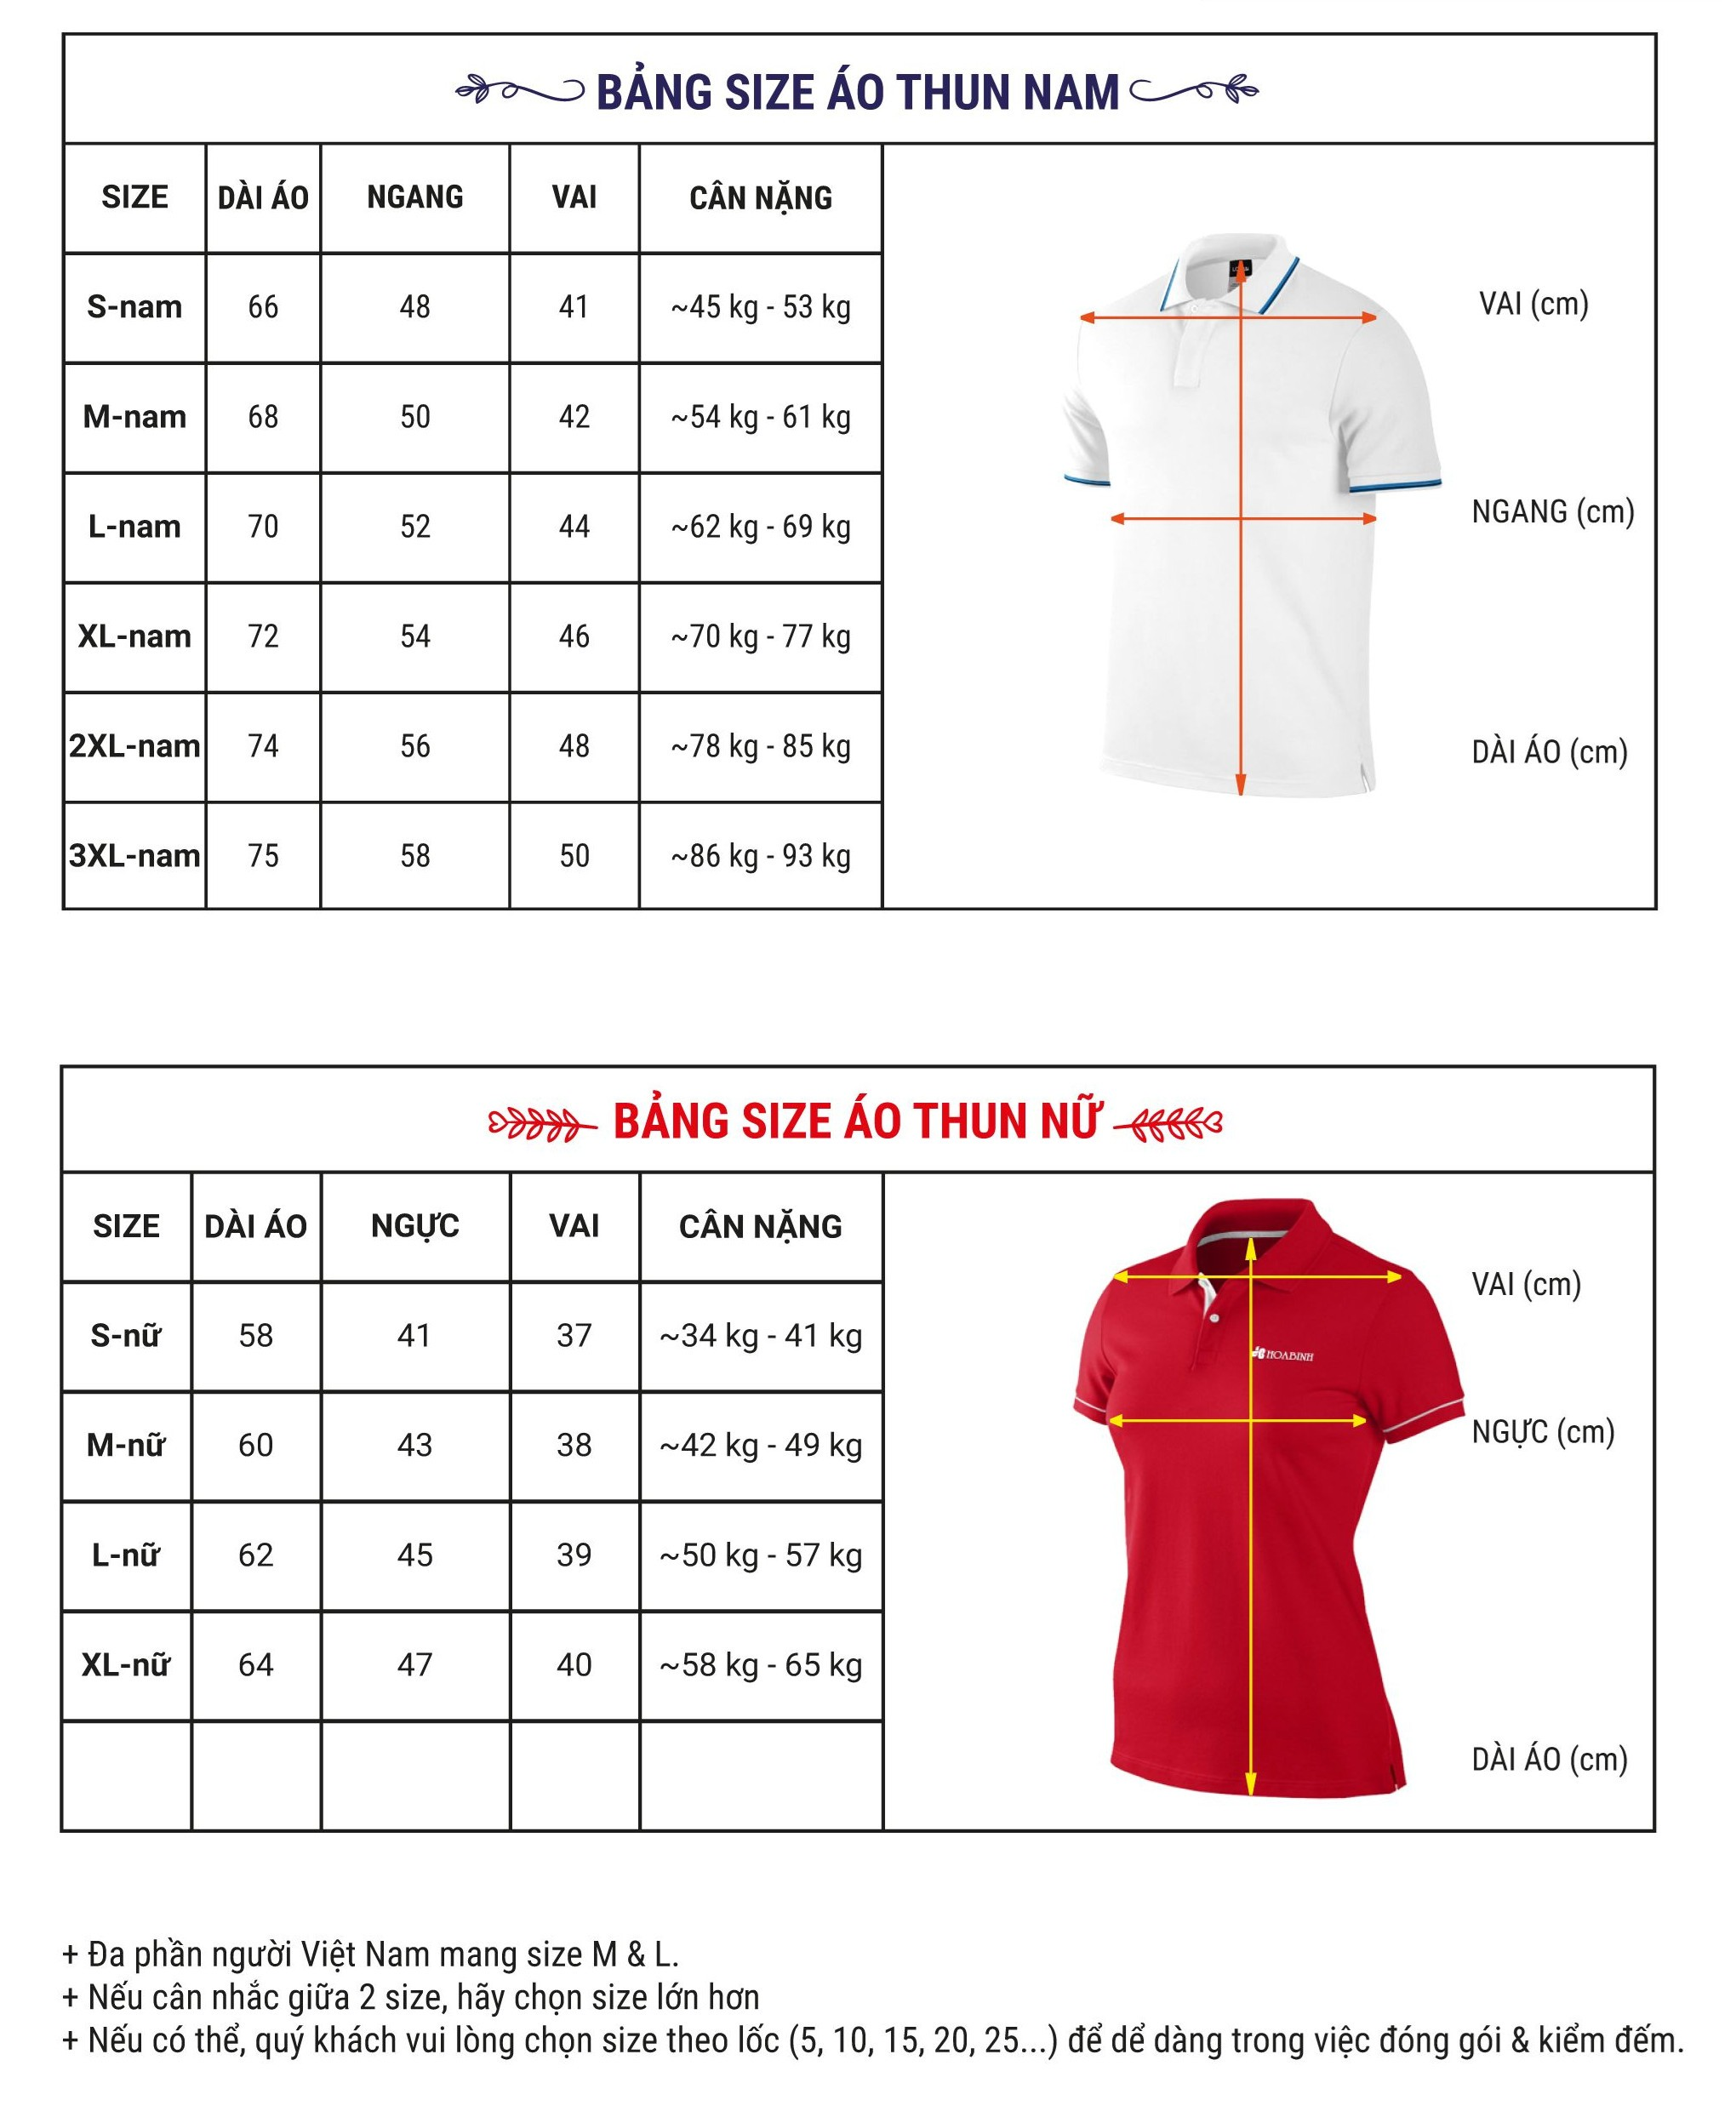 BẢNG SIZE ÁO THUN NAM
SIZE DÀI ÁO NGANG VAI CÂN NẶNG
S-nam 66 48 41 ~45 kg - 53 kg
VAI (cm)
M-nam 68 50 42 ~54 kg - 61 kg
L-nam 70 52 44 ~62 kg - 69 kg
NGANG (cm)
XL-nam 72 54 46 ~70 kg - 77 kg
2XL-nam 74 56 48 ~78 kg - 85 kg
DÀI ÁO (cm)
3XL-nam 75 58 50 ~86 kg - 93 kg
BẢNG SIZE ÁO THUN NỮ
SIZE DÀI ÁO NGỰC VAI CÂN NẶNG
VAI (cm)
S-nữ 58 41 37 ~34 kg - 41 kg
HOABINH
M-nữ 60 43 38 ~42 kg - 49 kg
NGỰC (cm)
L-nữ 62 45 39 ~50 kg - 57 kg
XL-nữ 64 47 40 ~58 kg - 65 kg
DÀI ÁO (cm)
+ Đa phần người Việt Nam mang size M & L.
+ Nếu cân nhắc giữa 2 size, hãy chọn size lớn hơn
+ Nếu có thể, quý khách vui lòng chọn size theo lốc (5, 10, 15, 20, 25...) để dể dàng trong việc đóng gói & kiểm đếm.